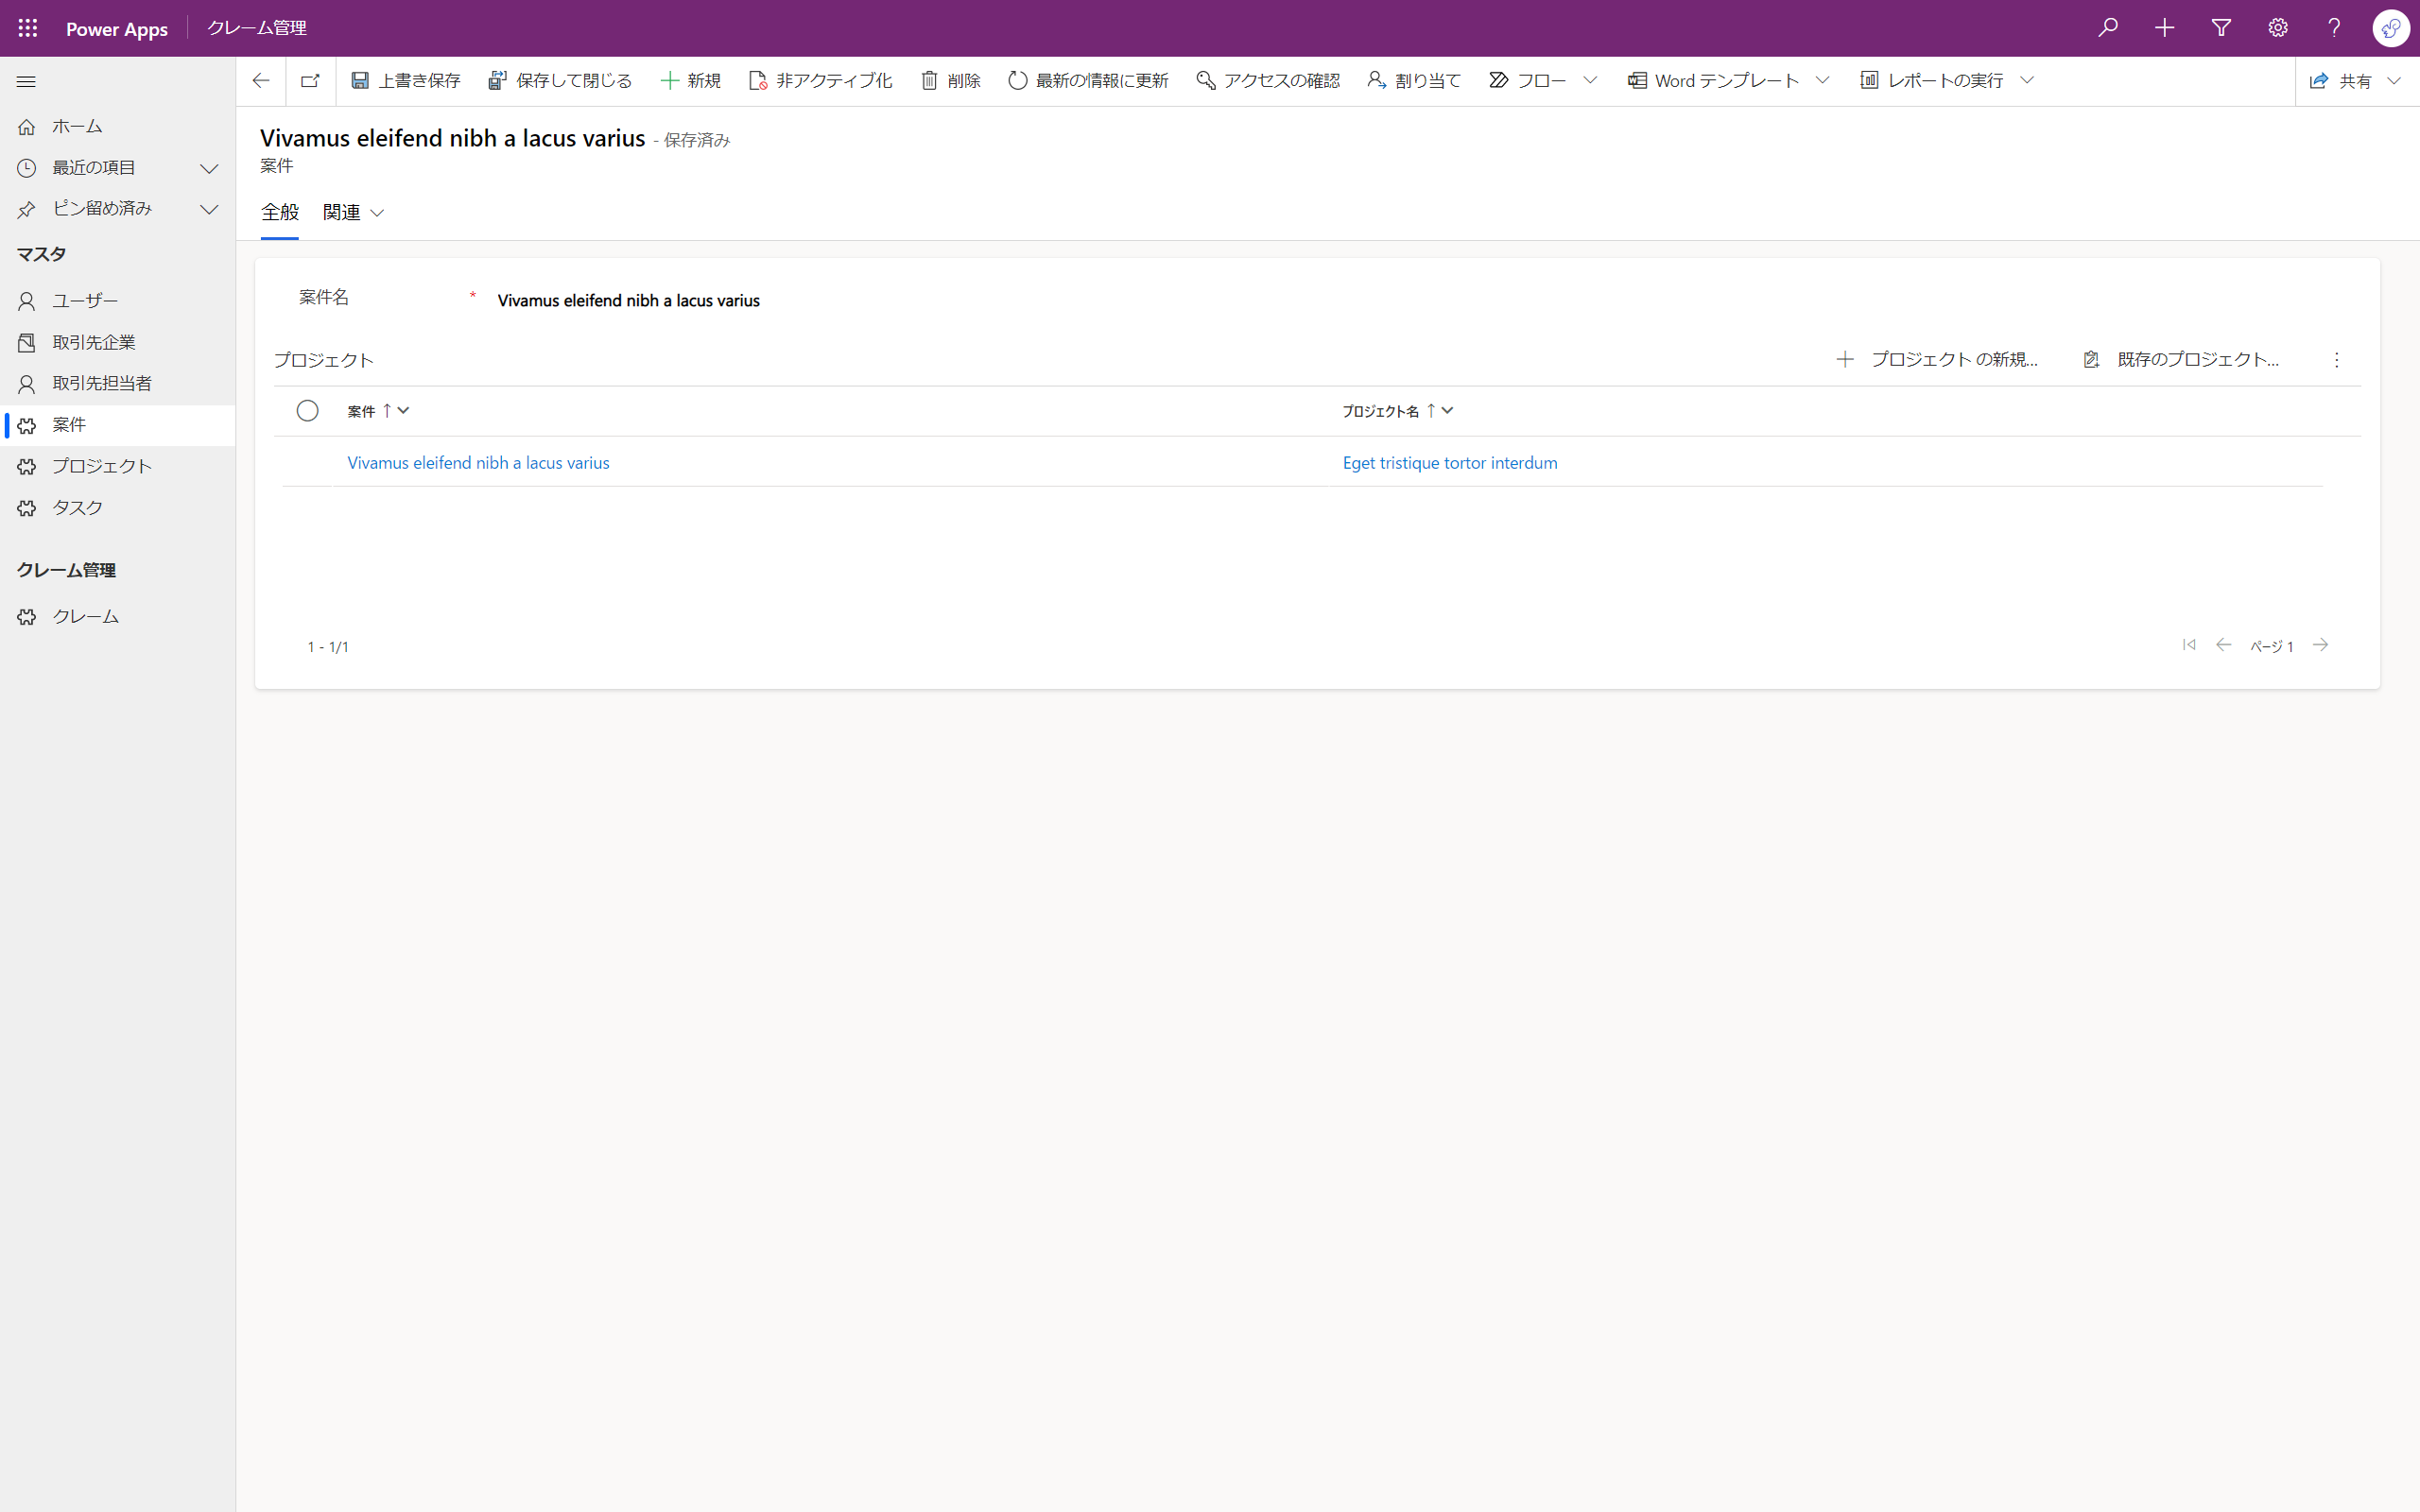 Power Apps
クレーム管理
上書き保存
保存して閉じる
新規
非アクティブ化
削除
最新の情報に更新
アクセスの確認
割り当て
フロー
Word テンプレート
レポートの実行
共有
ホーム
最近の項目
ピン留め済み
マスタ
ユーザー
取引先企業
取引先担当者
案件
プロジェクト
タスク
クレーム管理
クレーム
Vivamus eleifend nibh a lacus varius - 保存済み
案件
全般
関連
案件名 * Vivamus eleifend nibh a lacus varius
プロジェクト
プロジェクト の新規...
既存のプロジェクト...
案件 ↑
プロジェクト名 ↑
Vivamus eleifend nibh a lacus varius
Eget tristique tortor interdum
1 - 1/1
ページ 1